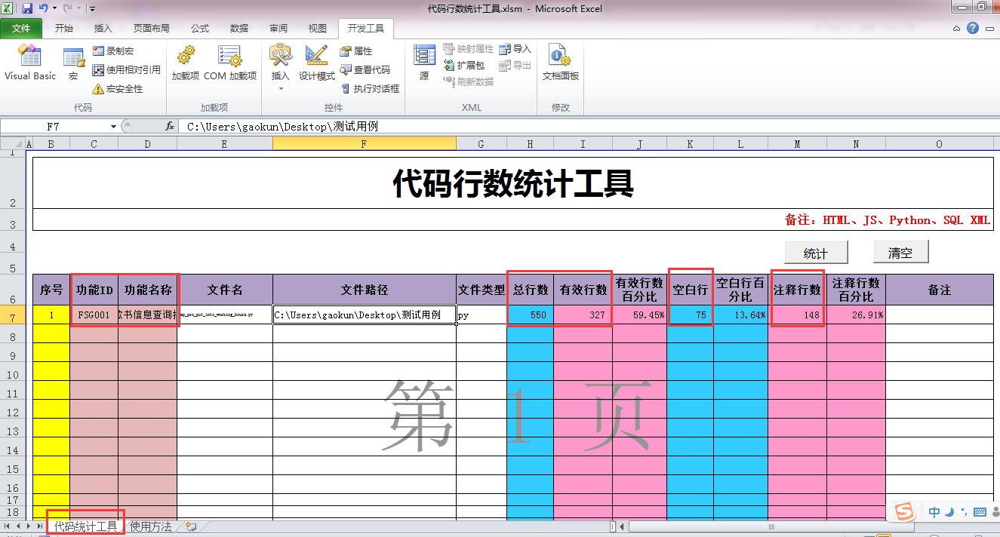 代码行数统计工具.xlsm - Microsoft Excel
文件 开始 插入 页面布局 公式 数据 审阅 视图 开发工具
Visual Basic 宏 录制宏 使用相对引用 宏安全性
加载项 COM 加载项
插入 设计模式 属性 查看代码 执行对话框
源 映射属性 扩展包 刷新数据 导入 导出
文档面板
代码 加载项 控件 XML 修改
F7 fx C:\Users\gaokun\Desktop\测试用例
A B C D E F G H I J K L M N O
1
2 代码行数统计工具
3 备注：HTML、JS、Python、SQL XML
4 统计 清空
5
6 序号 功能ID 功能名称 文件名 文件路径 文件类型 总行数 有效行数 有效行数百分比 空白行 空白行百分比 注释行数 注释行数百分比 备注
7 1 FSG001 书信息查询 C:\Users\gaokun\Desktop\测试用例 py 550 327 59.45% 75 13.64% 148 26.91%
8
9
10
11
12
13
14
15
16
17
18
第 1 页
代码统计工具 使用方法
S 中